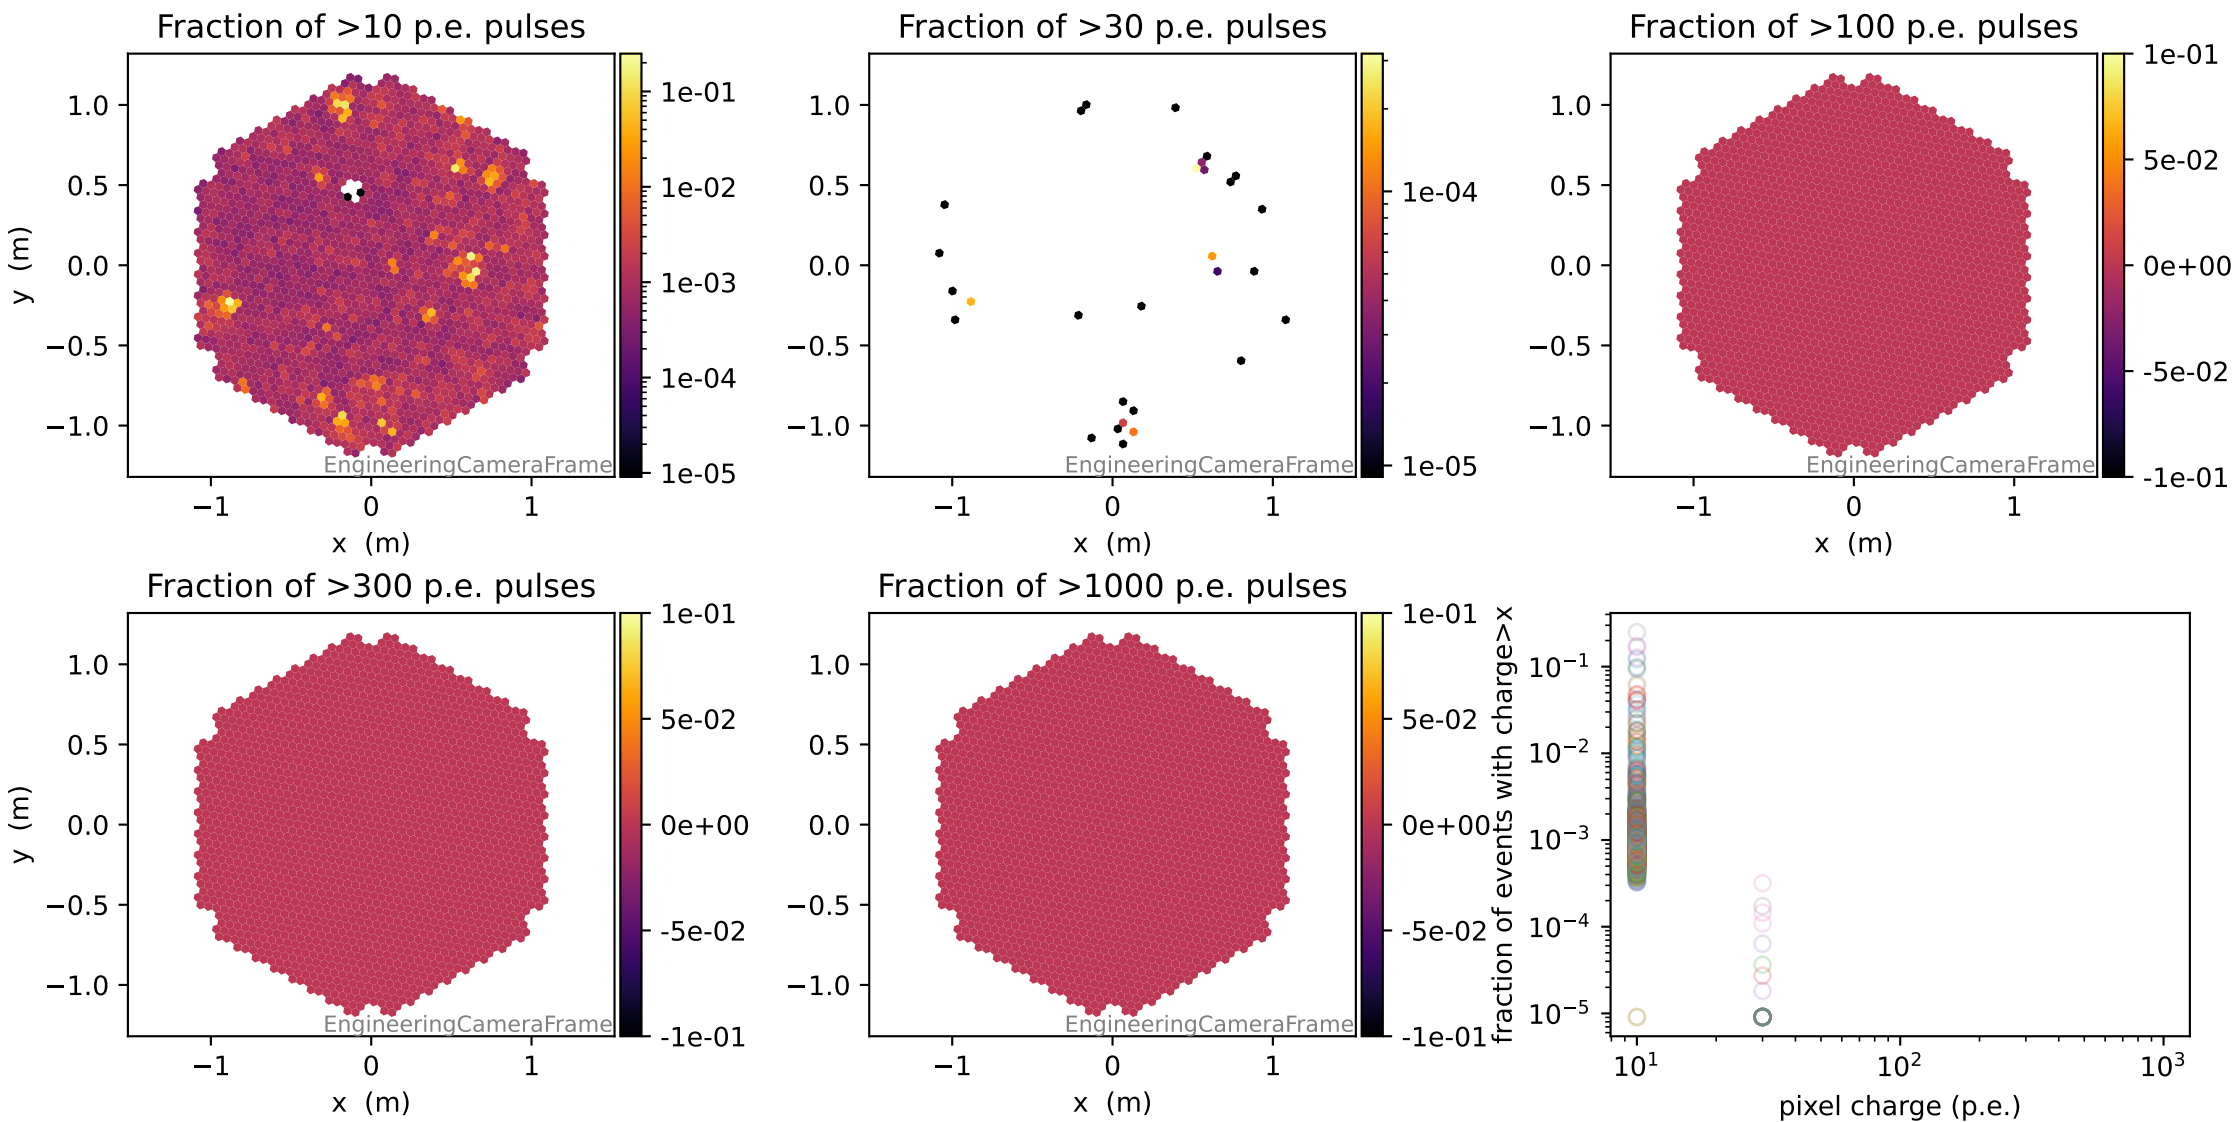 Fraction of >10 p.e. pulses
1.0
0.5
0.0
−0.5
−1.0
y (m)
−1
0
1
x (m)
EngineeringCameraFrame
1e-01
1e-02
1e-03
1e-04
1e-05
Fraction of >30 p.e. pulses
1.0
0.5
0.0
−0.5
−1.0
−1
0
1
x (m)
EngineeringCameraFrame
1e-04
1e-05
Fraction of >100 p.e. pulses
1.0
0.5
0.0
−0.5
−1.0
−1
0
1
x (m)
EngineeringCameraFrame
1e-01
5e-02
0e+00
-5e-02
-1e-01
Fraction of >300 p.e. pulses
1.0
0.5
0.0
−0.5
−1.0
y (m)
−1
0
1
x (m)
EngineeringCameraFrame
1e-01
5e-02
0e+00
-5e-02
-1e-01
Fraction of >1000 p.e. pulses
1.0
0.5
0.0
−0.5
−1.0
−1
0
1
x (m)
EngineeringCameraFrame
1e-01
5e-02
0e+00
-5e-02
-1e-01
fraction of events with charge>x
10⁻¹
10⁻²
10⁻³
10⁻⁴
10⁻⁵
10¹
10²
10³
pixel charge (p.e.)